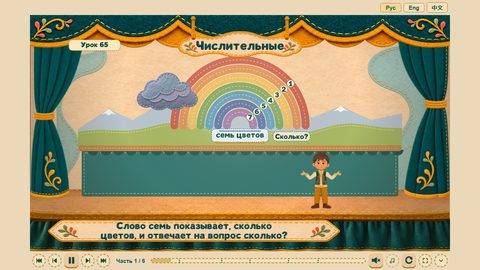 Рус Eng 中文
Урок 65
Числительные
1
2
3
4
5
6
7
семь цветов
Сколько?
Слово семь показывает, сколько
цветов, и отвечает на вопрос сколько?
Часть 1 / 6